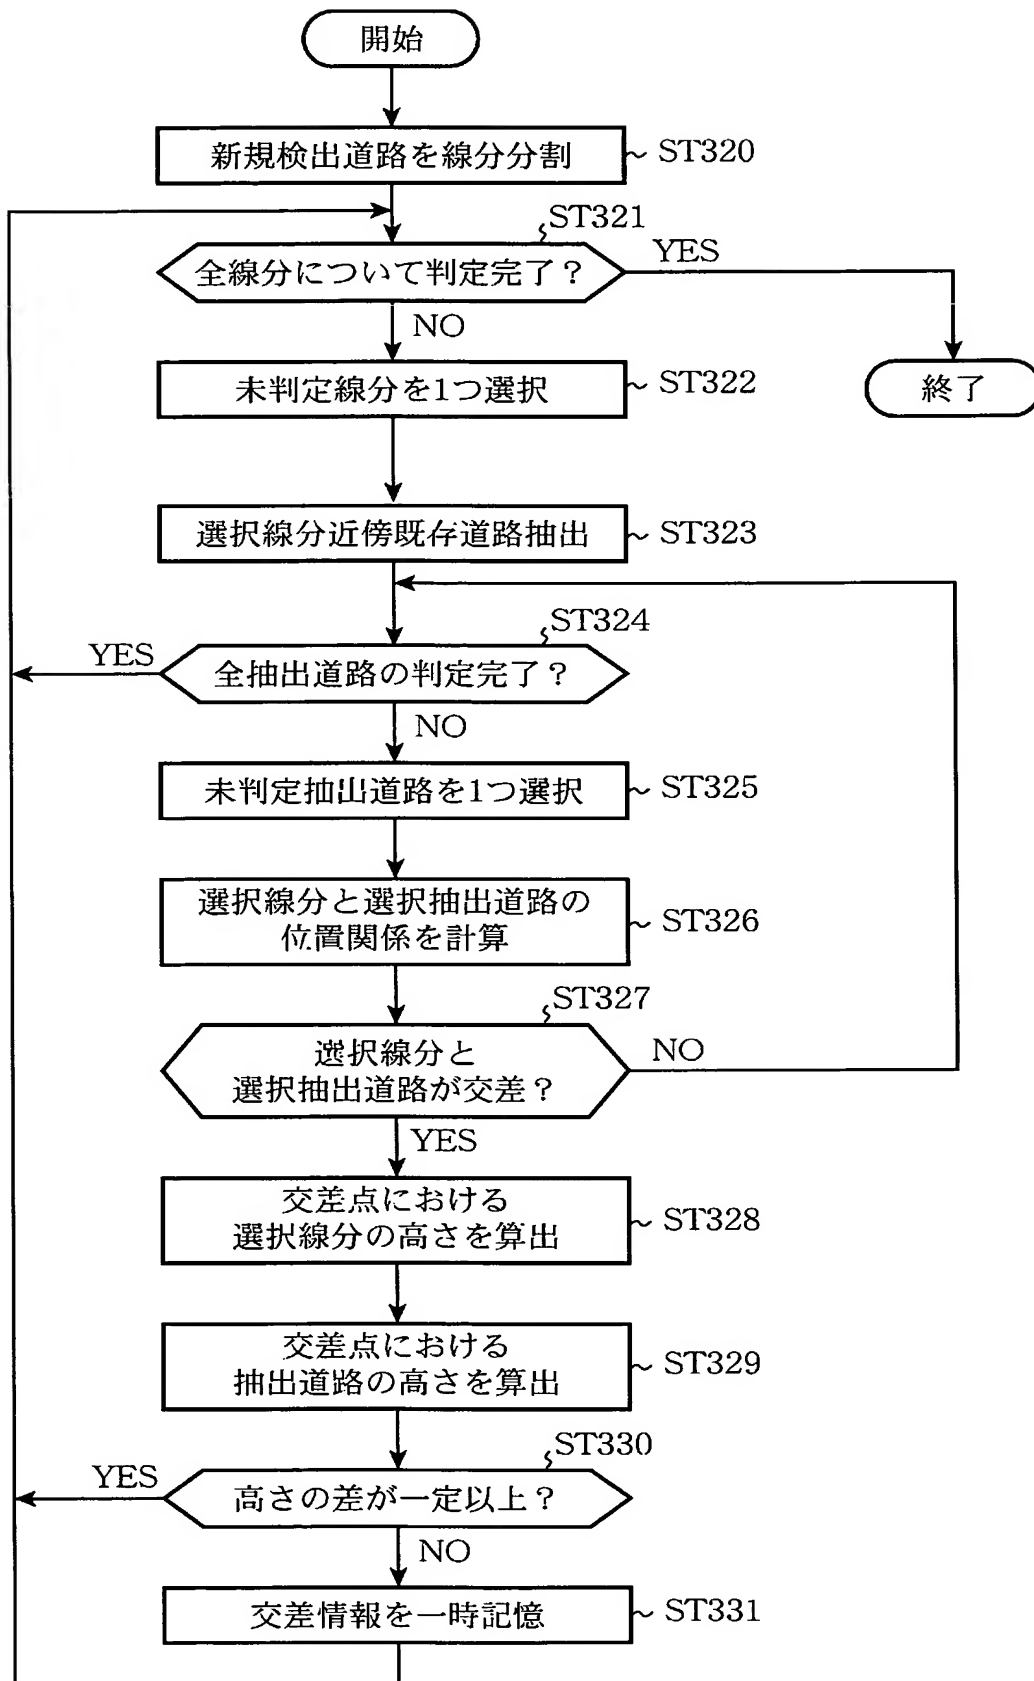 開始
新規検出道路を線分分割
ST320
ST321
全線分について判定完了？
YES
NO
終了
未判定線分を1つ選択
ST322
選択線分近傍既存道路抽出
ST323
ST324
YES
全抽出道路の判定完了？
NO
未判定抽出道路を1つ選択
ST325
選択線分と選択抽出道路の
位置関係を計算
ST326
ST327
選択線分と
選択抽出道路が交差？
NO
YES
交差点における
選択線分の高さを算出
ST328
交差点における
抽出道路の高さを算出
ST329
ST330
YES
高さの差が一定以上？
NO
交差情報を一時記憶
ST331